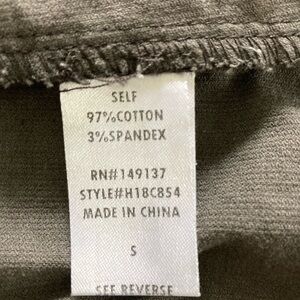 SELF
97%COTTON
3%SPANDEX
RN#149137
STYLE#H18C854
MADE IN CHINA
S
SEE REVERSE